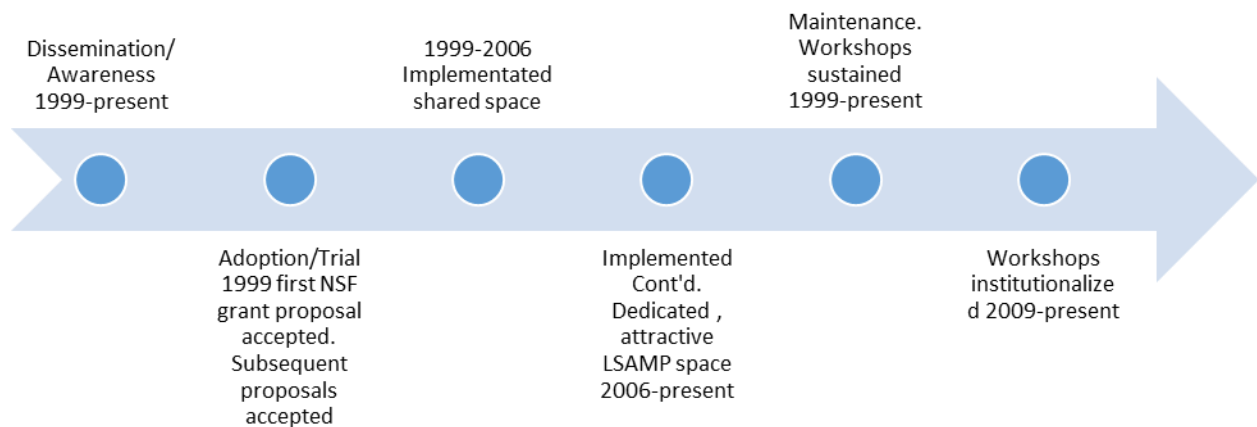 Dissemination/
Awareness
1999-present
Adoption/Trial
1999 first NSF
grant proposal
accepted.
Subsequent
proposals
accepted
1999-2006
Implementated
shared space
Implemented
Cont'd.
Dedicated ,
attractive
LSAMP space
2006-present
Maintenance.
Workshops
sustained
1999-present
Workshops
institutionalize
d 2009-present